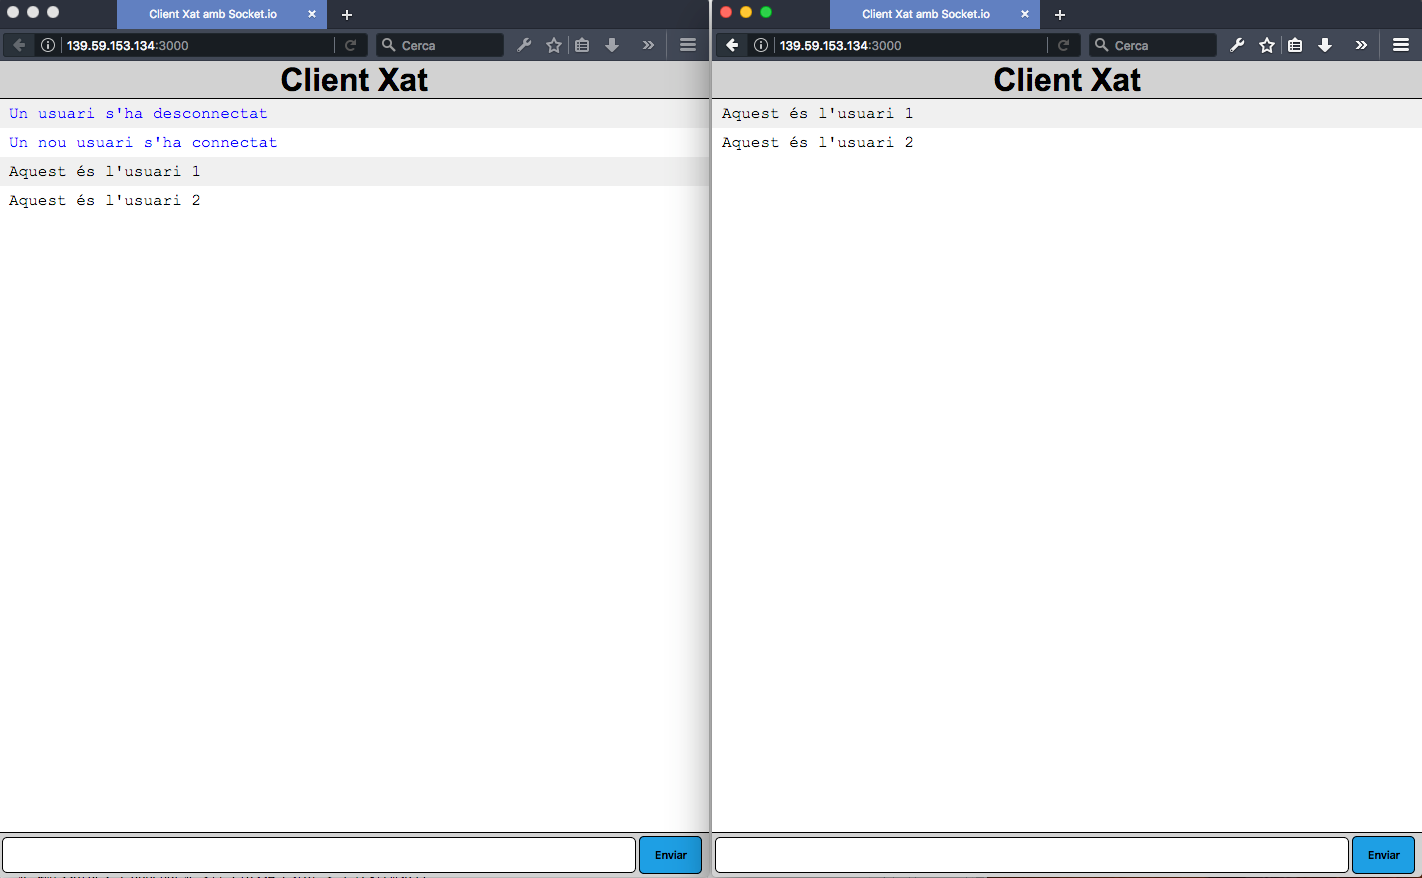 Client Xat amb Socket.io
139.59.153.134:3000
Cerca
Client Xat
Un usuari s'ha desconnectat
Un nou usuari s'ha connectat
Aquest és l'usuari 1
Aquest és l'usuari 2
Enviar
Client Xat amb Socket.io
139.59.153.134:3000
Cerca
Client Xat
Aquest és l'usuari 1
Aquest és l'usuari 2
Enviar